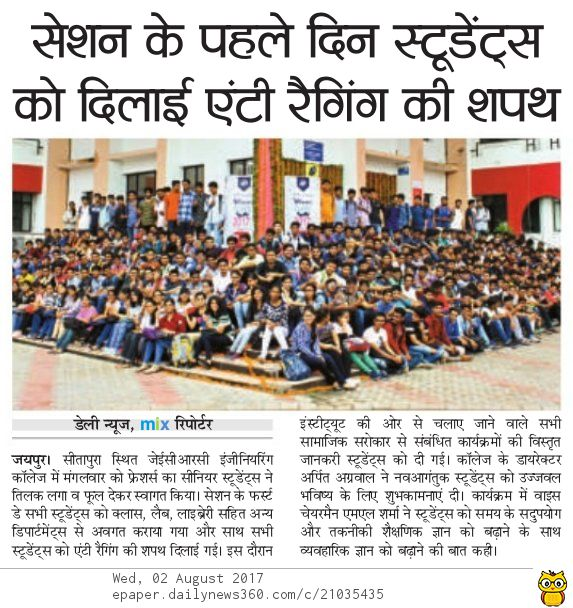 सेशन के पहले दिन स्टूडेंट्स
को दिलाई एंटी रैगिंग की शपथ
डेली न्यूज, mix रिपोर्टर
जयपुर। सीतापुरा स्थित जेईसीआरसी इंजीनियरिंग
कॉलेज में मंगलवार को फ्रेशर्स का सीनियर स्टूडेंट्स ने
तिलक लगा व फूल देकर स्वागत किया। सेशन के फर्स्ट
डे सभी स्टूडेंट्स को क्लास, लैब, लाइब्रेरी सहित अन्य
डिपार्टमेंट्स से अवगत कराया गया और साथ सभी
स्टूडेंट्स को एंटी रैगिंग की शपथ दिलाई गई। इस दौरान
इंस्टीट्यूट की ओर से चलाए जाने वाले सभी
सामाजिक सरोकार से संबंधित कार्यक्रमों की विस्तृत
जानकरी स्टूडेंट्स को दी गई। कॉलेज के डायरेक्टर
अर्पित अग्रवाल ने नवआगंतुक स्टूडेंट्स को उज्जवल
भविष्य के लिए शुभकामनाएं दी। कार्यक्रम में वाइस
चेयरमैन एमएल शर्मा ने स्टूडेंट्स को समय के सदुपयोग
और तकनीकी शैक्षणिक ज्ञान को बढ़ाने के साथ
व्यवहारिक ज्ञान को बढ़ाने की बात कही।
Wed, 02 August 2017
epaper.dailynews360.com/c/21035435